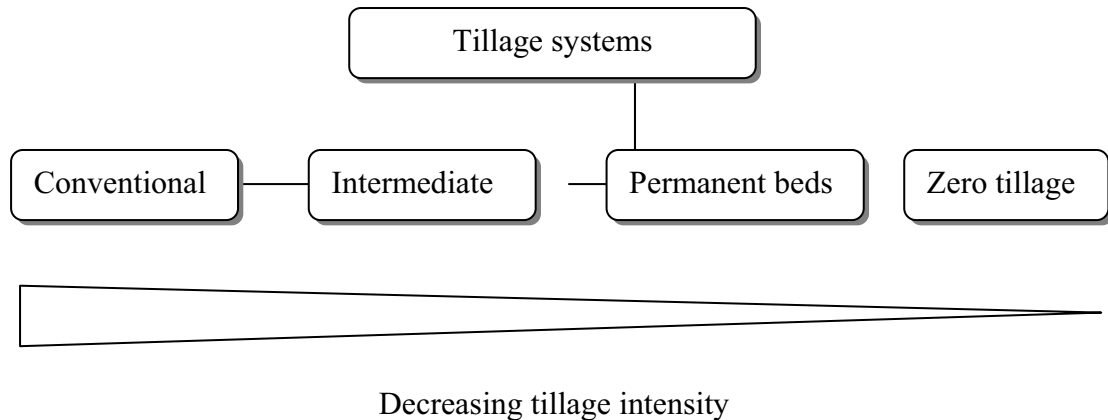 Tillage systems
Conventional Intermediate Permanent beds Zero tillage
Decreasing tillage intensity